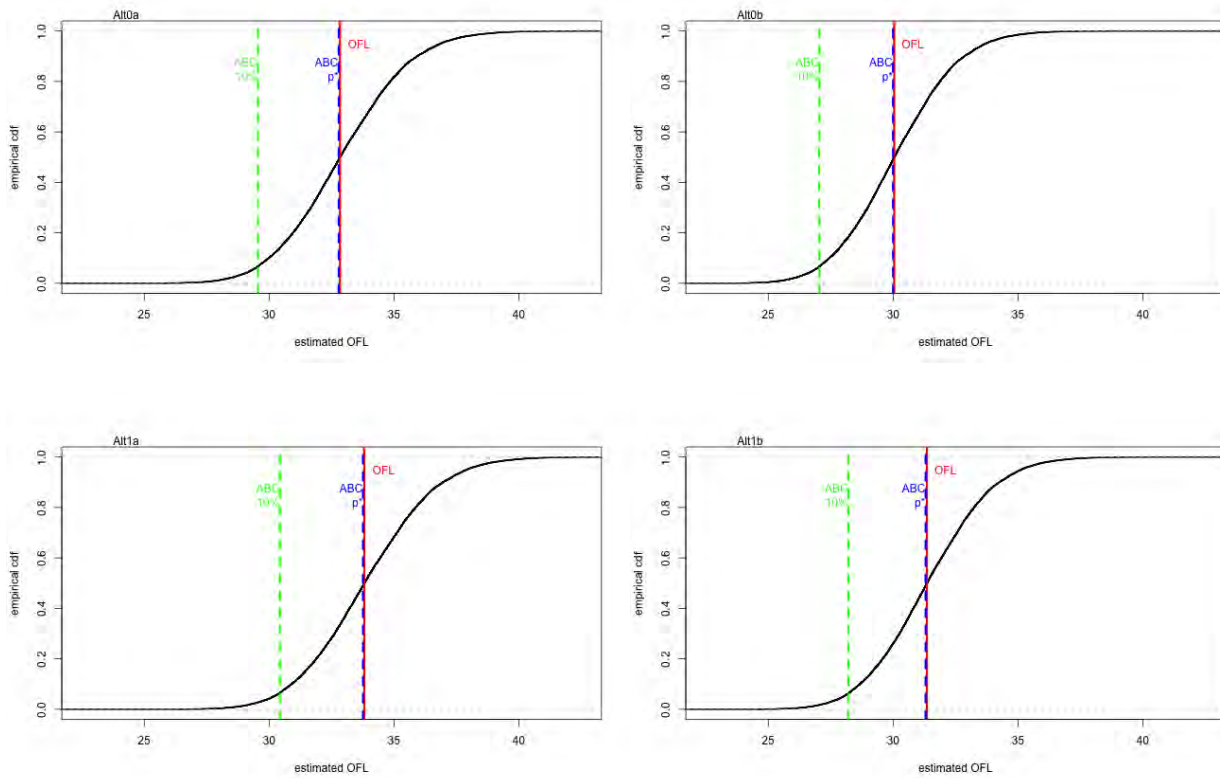 Alt0a
1.0
0.8
0.6
0.4
0.2
0.0
empirical cdf
ABC
10%
ABC
p*
OFL
25
30
35
40
estimated OFL
Alt0b
1.0
0.8
0.6
0.4
0.2
0.0
empirical cdf
ABC
10%
ABC
p*
OFL
25
30
35
40
estimated OFL
Alt1a
1.0
0.8
0.6
0.4
0.2
0.0
empirical cdf
ABC
10%
ABC
p*
OFL
25
30
35
40
estimated OFL
Alt1b
1.0
0.8
0.6
0.4
0.2
0.0
empirical cdf
ABC
10%
ABC
p*
OFL
25
30
35
40
estimated OFL